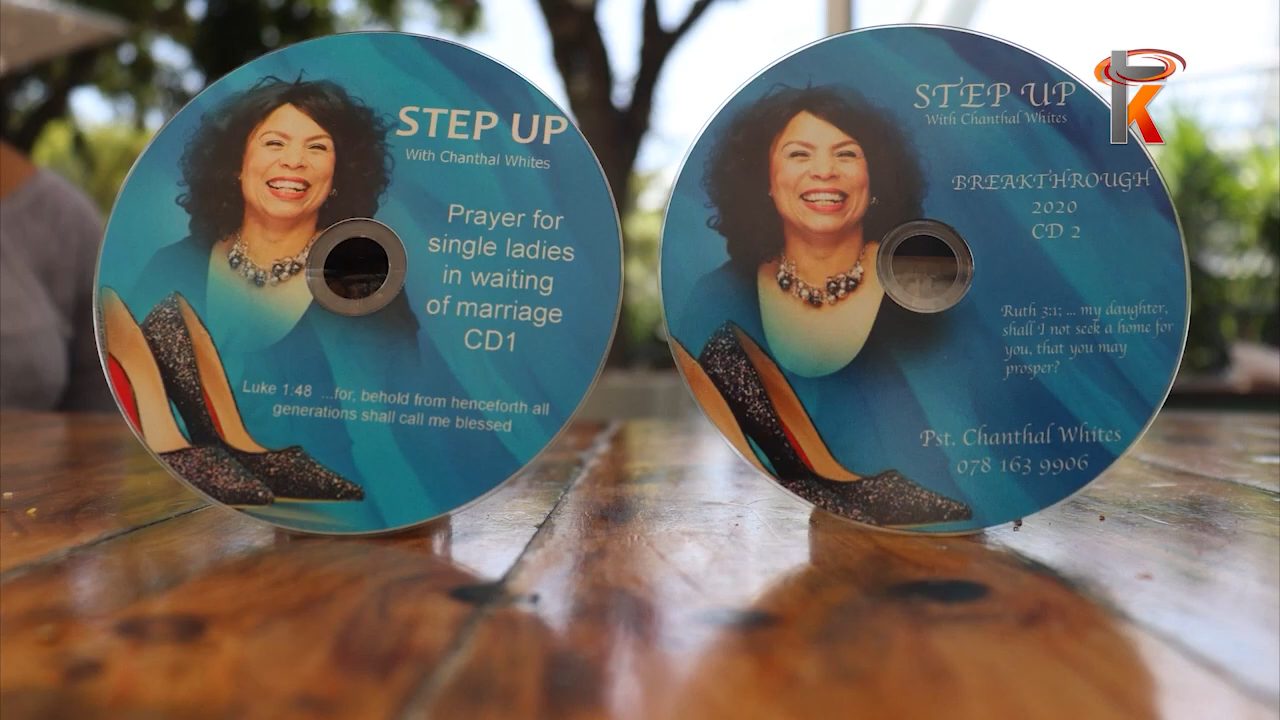 STEP UP
With Chanthal Whites
Prayer for
single ladies
in waiting
of marriage
CD1
Luke 1:48 ...for, behold from henceforth all
generations shall call me blessed
STEP UP
With Chanthal Whites
BREAKTHROUGH
2020
CD 2
Ruth 3:1; ... my daughter,
shall I not seek a home for
you, that you may
prosper?
Pst. Chanthal Whites
078 163 9906
k